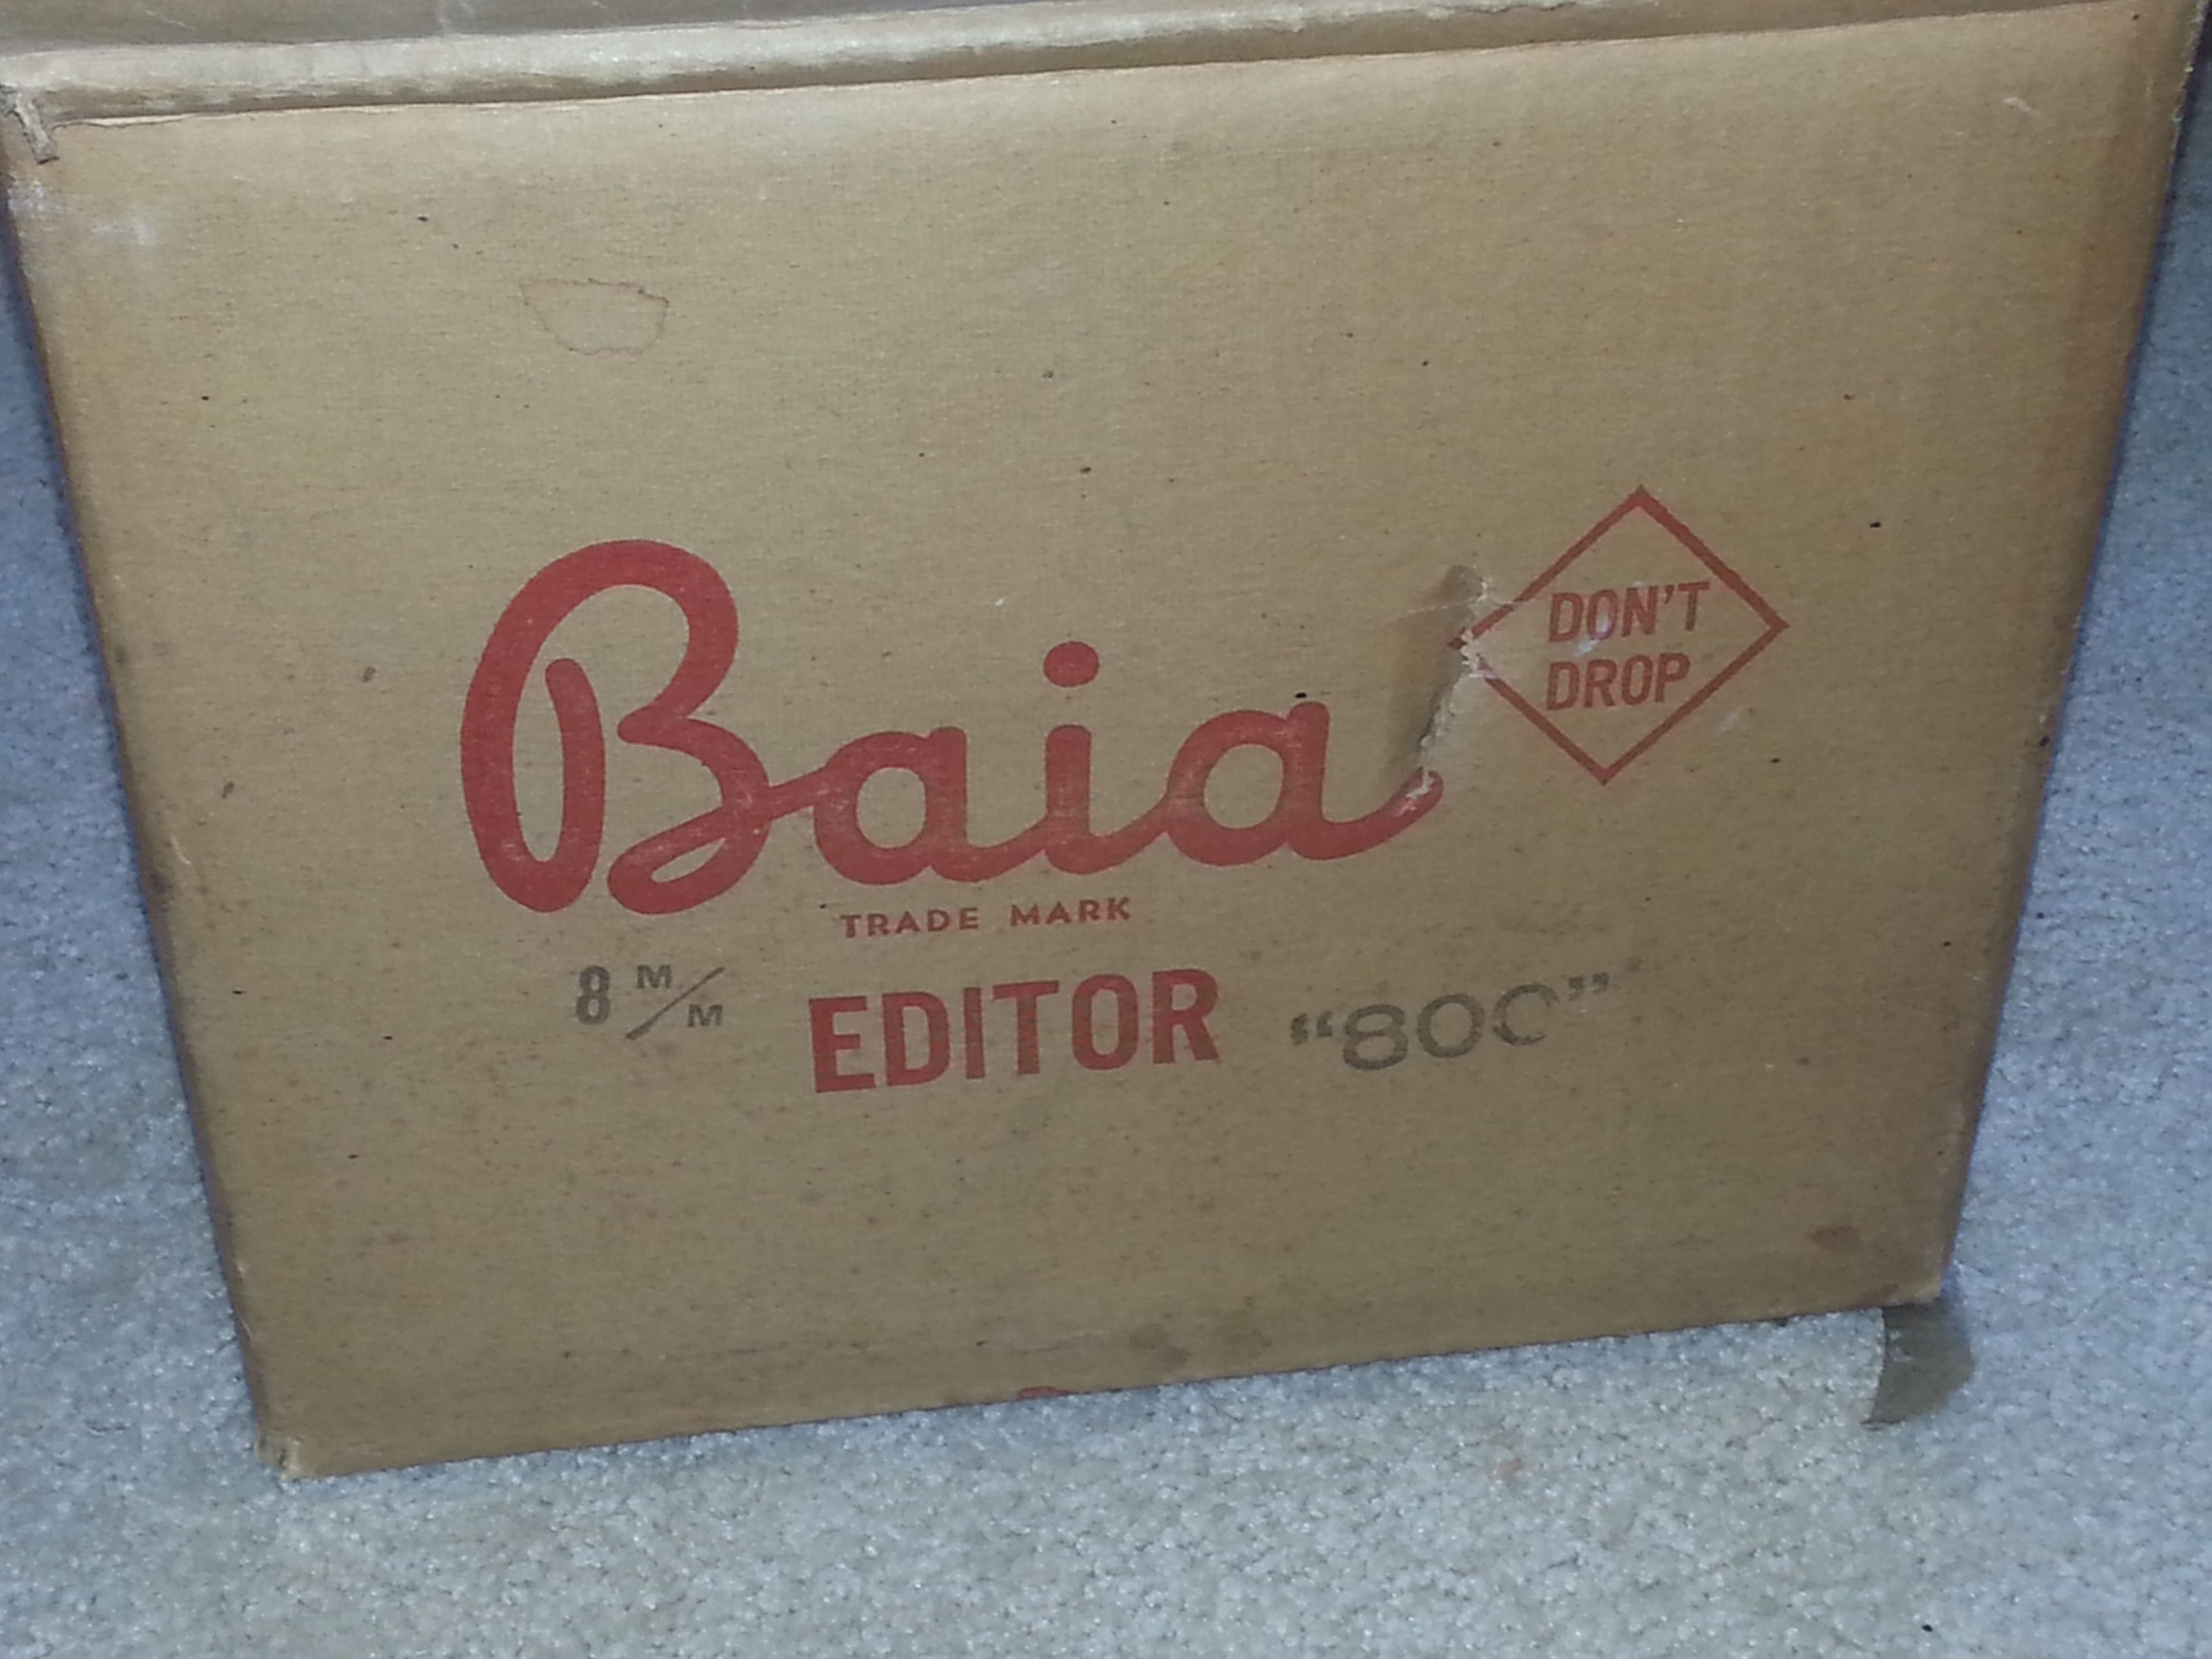 Baia
DON'T
DROP
TRADE MARK
8 M/M EDITOR "800"